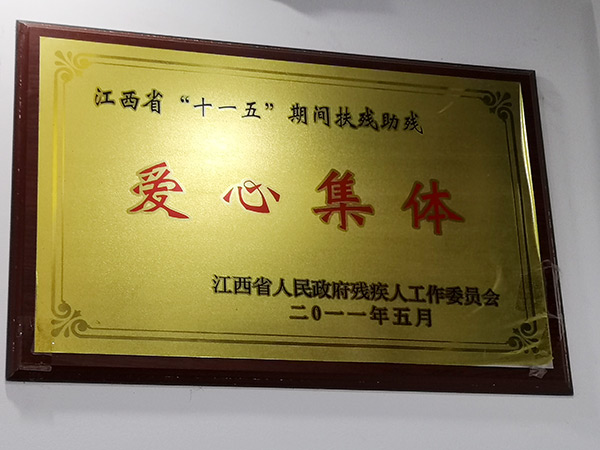 江西省“十一五”期间扶残助残
爱心集体
江西省人民政府残疾人工作委员会
二0一一年五月